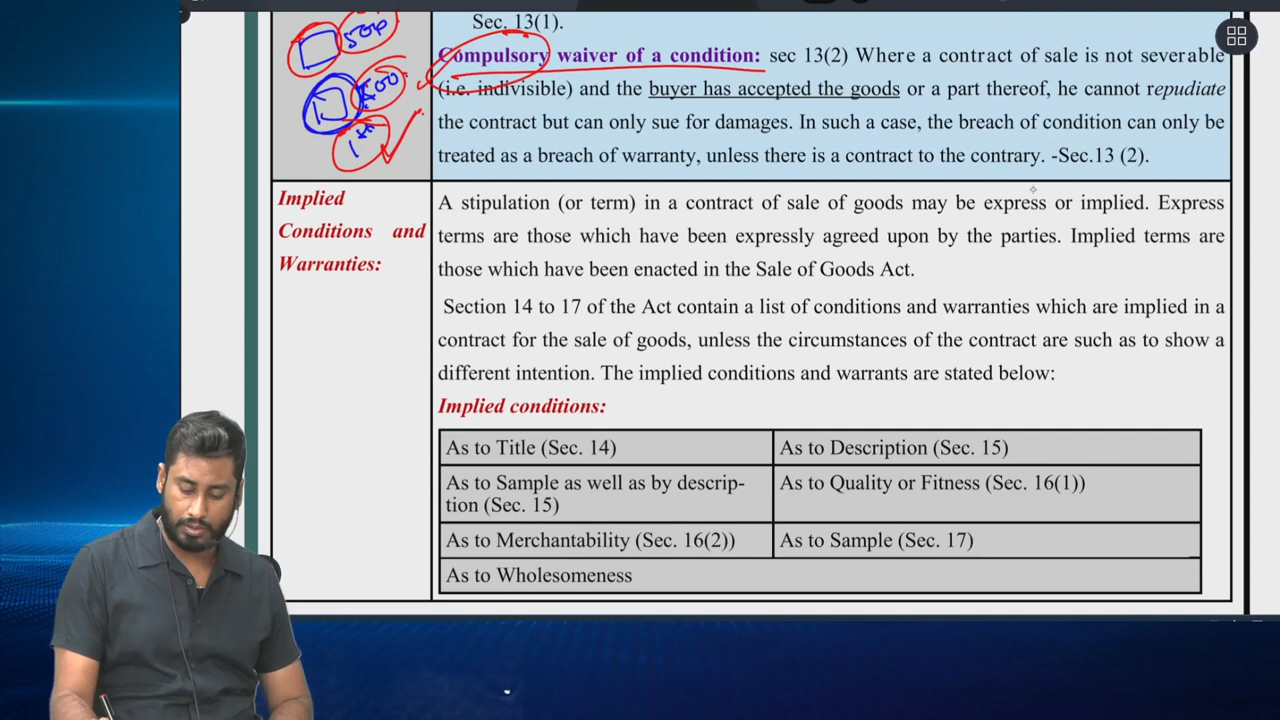 Sec. 13(1).
500
400
Compulsory waiver of a condition: sec 13(2) Where a contract of sale is not severable
(i.e. indivisible) and the buyer has accepted the goods or a part thereof, he cannot repudiate
the contract but can only sue for damages. In such a case, the breach of condition can only be
treated as a breach of warranty, unless there is a contract to the contrary. -Sec.13 (2).
Implied
Conditions and
Warranties:
A stipulation (or term) in a contract of sale of goods may be express or implied. Express
terms are those which have been expressly agreed upon by the parties. Implied terms are
those which have been enacted in the Sale of Goods Act.
Section 14 to 17 of the Act contain a list of conditions and warranties which are implied in a
contract for the sale of goods, unless the circumstances of the contract are such as to show a
different intention. The implied conditions and warrants are stated below:
Implied conditions:
As to Title (Sec. 14)
As to Description (Sec. 15)
As to Sample as well as by descrip-
tion (Sec. 15)
As to Quality or Fitness (Sec. 16(1))
As to Merchantability (Sec. 16(2))
As to Sample (Sec. 17)
As to Wholesomeness